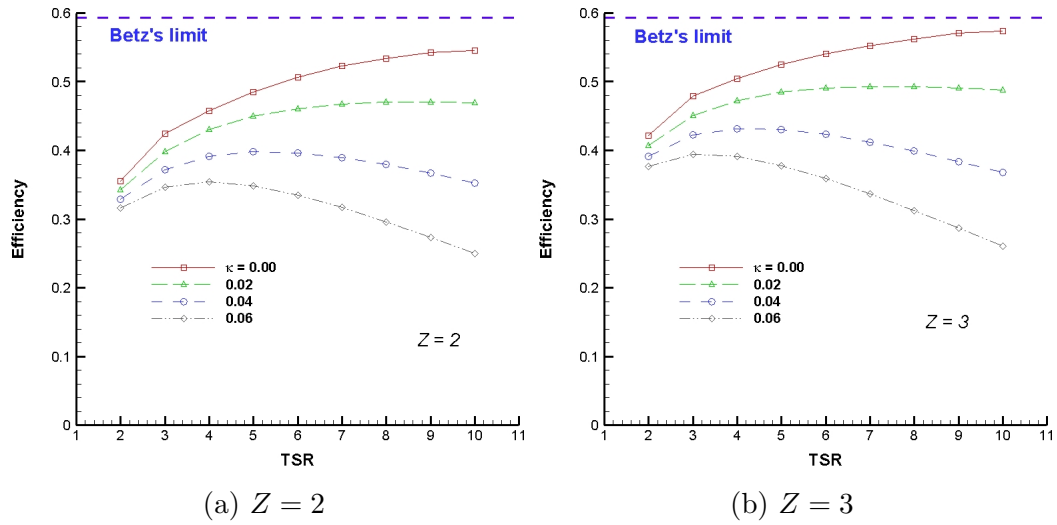 0.6
Betz's limit
0.5
0.4
0.3
0.2
0.1
0
Efficiency
κ = 0.00
0.02
0.04
0.06
Z = 2
1 2 3 4 5 6 7 8 9 10 11
TSR
(a) Z = 2
0.6
Betz's limit
0.5
0.4
0.3
0.2
0.1
0
Efficiency
κ = 0.00
0.02
0.04
0.06
Z = 3
1 2 3 4 5 6 7 8 9 10 11
TSR
(b) Z = 3